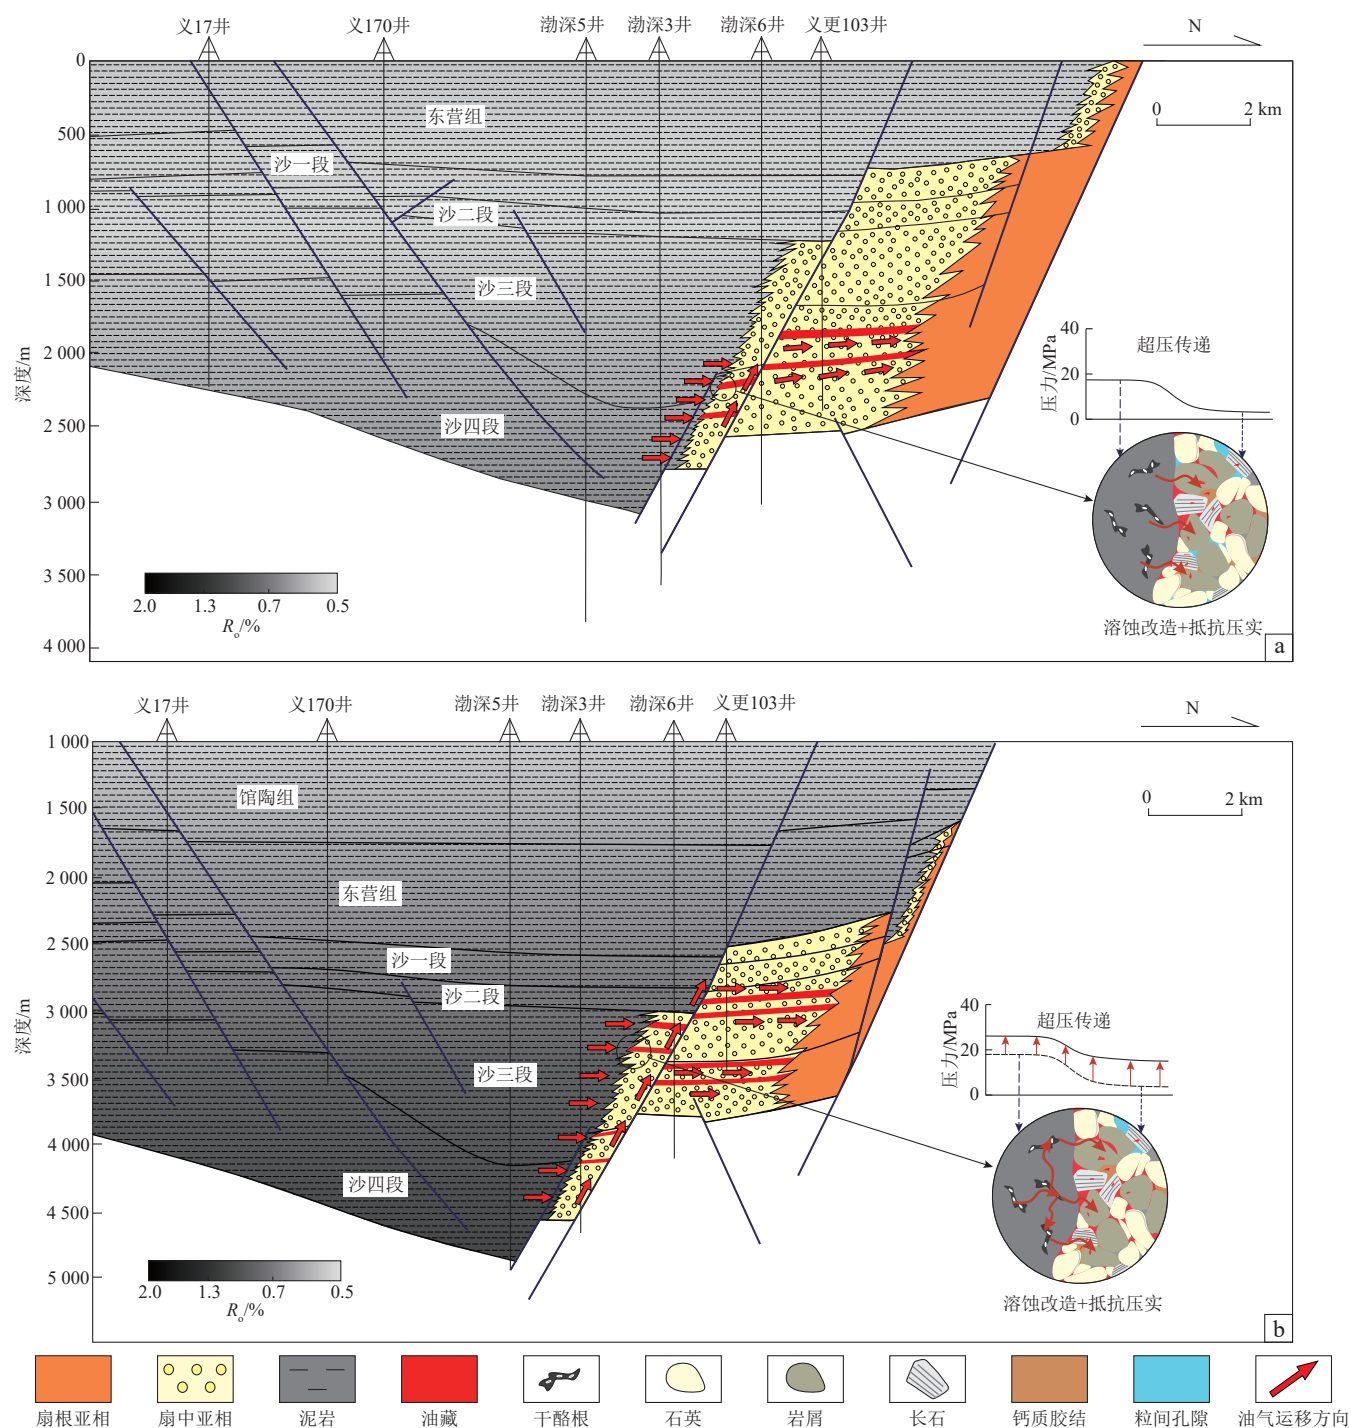 义17井 义170井 渤深5井 渤深3井 渤深6井 义更103井 N
0
500
1 000
1 500
2 000
2 500
3 000
3 500
4 000
深度/m
东营组
沙一段
沙二段
沙三段
沙四段
0 2 km
40
20
0
压力/MPa
超压传递
溶蚀改造+抵抗压实
2.0 1.3 0.7 0.5
Ro/%
a
义17井 义170井 渤深5井 渤深3井 渤深6井 义更103井 N
1 000
1 500
2 000
2 500
3 000
3 500
4 000
4 500
5 000
深度/m
馆陶组
东营组
沙一段
沙二段
沙三段
沙四段
0 2 km
40
20
0
压力/MPa
超压传递
溶蚀改造+抵抗压实
2.0 1.3 0.7 0.5
Ro/%
b
扇根亚相 扇中亚相 泥岩 油藏 干酪根 石英 岩屑 长石 钙质胶结 粒间孔隙 油气运移方向